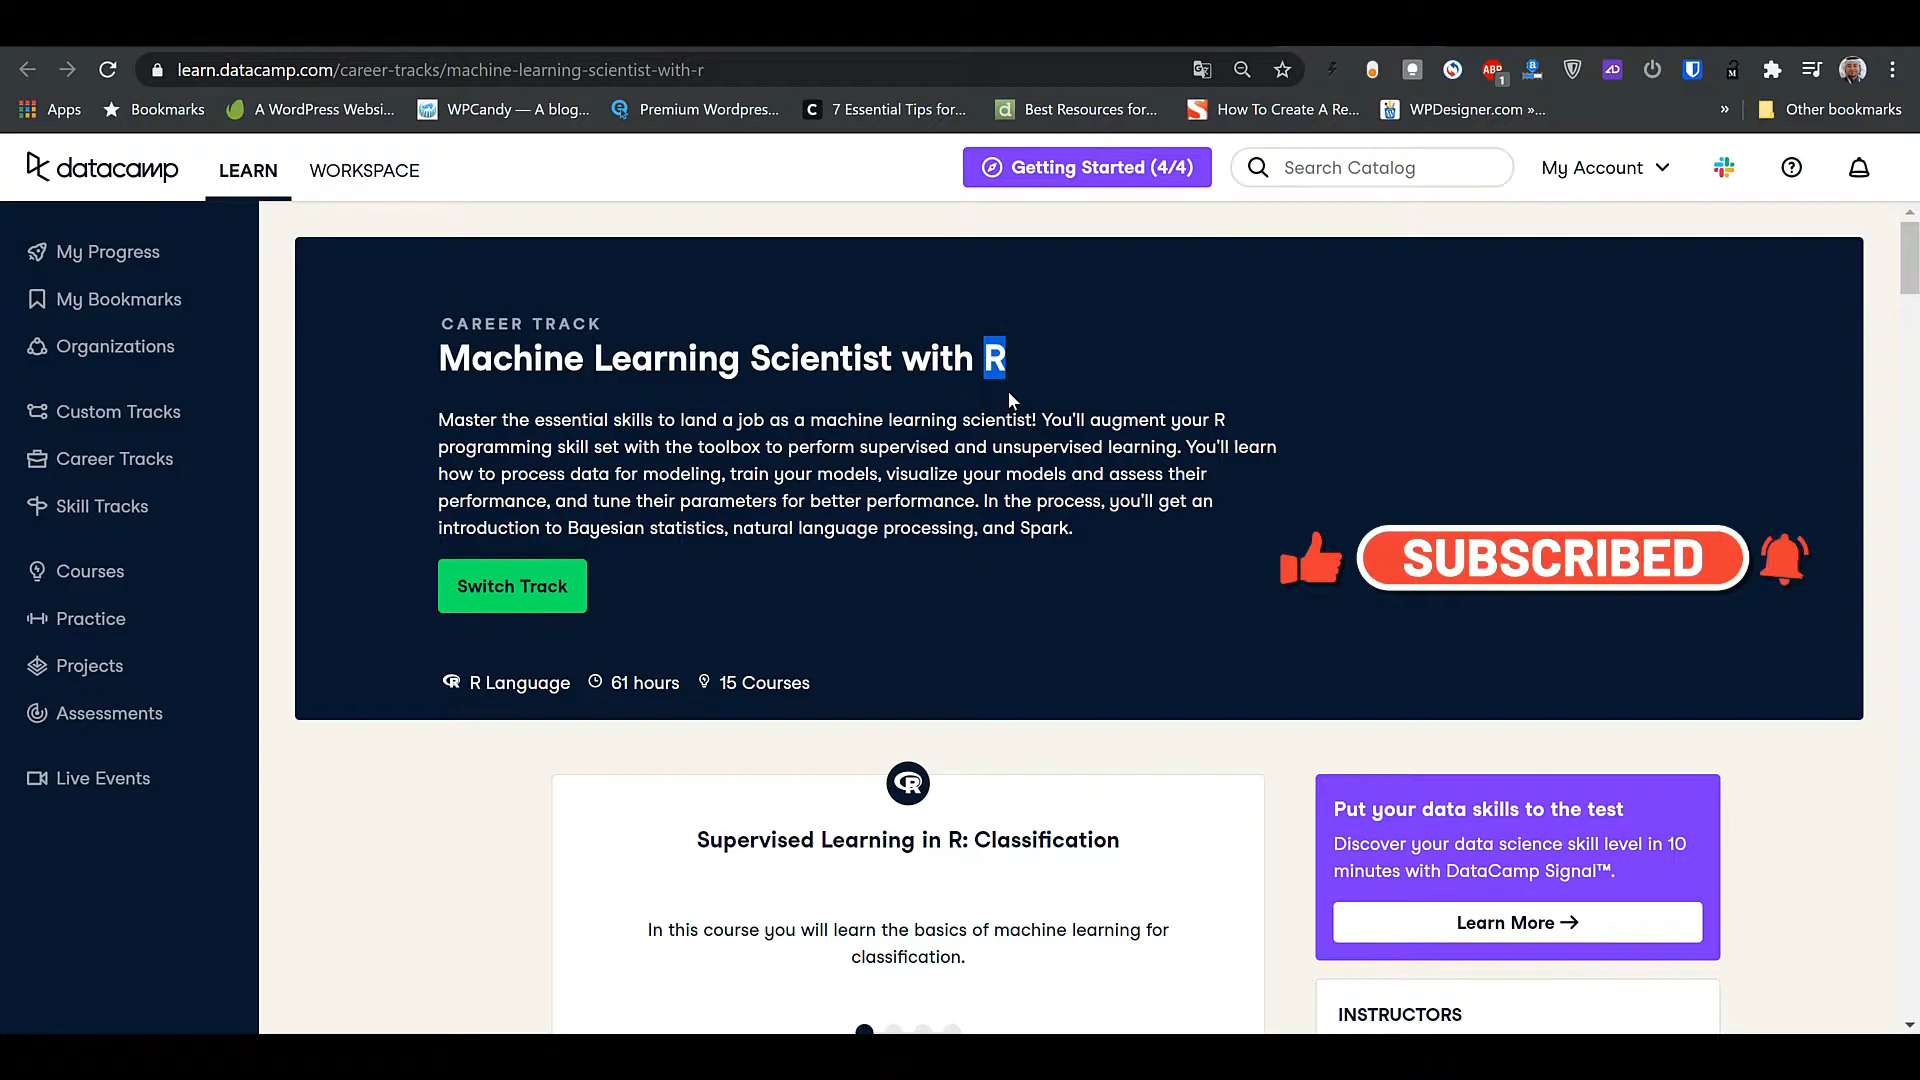 learn.datacamp.com/career-tracks/machine-learning-scientist-with-r
ABP
1
AD
Apps
Bookmarks
A WordPress Websi...
WPCandy — A blog...
Premium Wordpres...
7 Essential Tips for...
Best Resources for...
How To Create A Re...
WPDesigner.com »...
»
Other bookmarks
datacamp
LEARN
WORKSPACE
Getting Started (4/4)
Search Catalog
My Account
My Progress
My Bookmarks
Organizations
Custom Tracks
Career Tracks
Skill Tracks
Courses
Practice
Projects
Assessments
Live Events
CAREER TRACK
Machine Learning Scientist with R
Master the essential skills to land a job as a machine learning scientist! You'll augment your R
programming skill set with the toolbox to perform supervised and unsupervised learning. You'll learn
how to process data for modeling, train your models, visualize your models and assess their
performance, and tune their parameters for better performance. In the process, you'll get an
introduction to Bayesian statistics, natural language processing, and Spark.
Switch Track
SUBSCRIBED
R Language
61 hours
15 Courses
Supervised Learning in R: Classification
In this course you will learn the basics of machine learning for
classification.
Put your data skills to the test
Discover your data science skill level in 10
minutes with DataCamp Signal™.
Learn More →
INSTRUCTORS